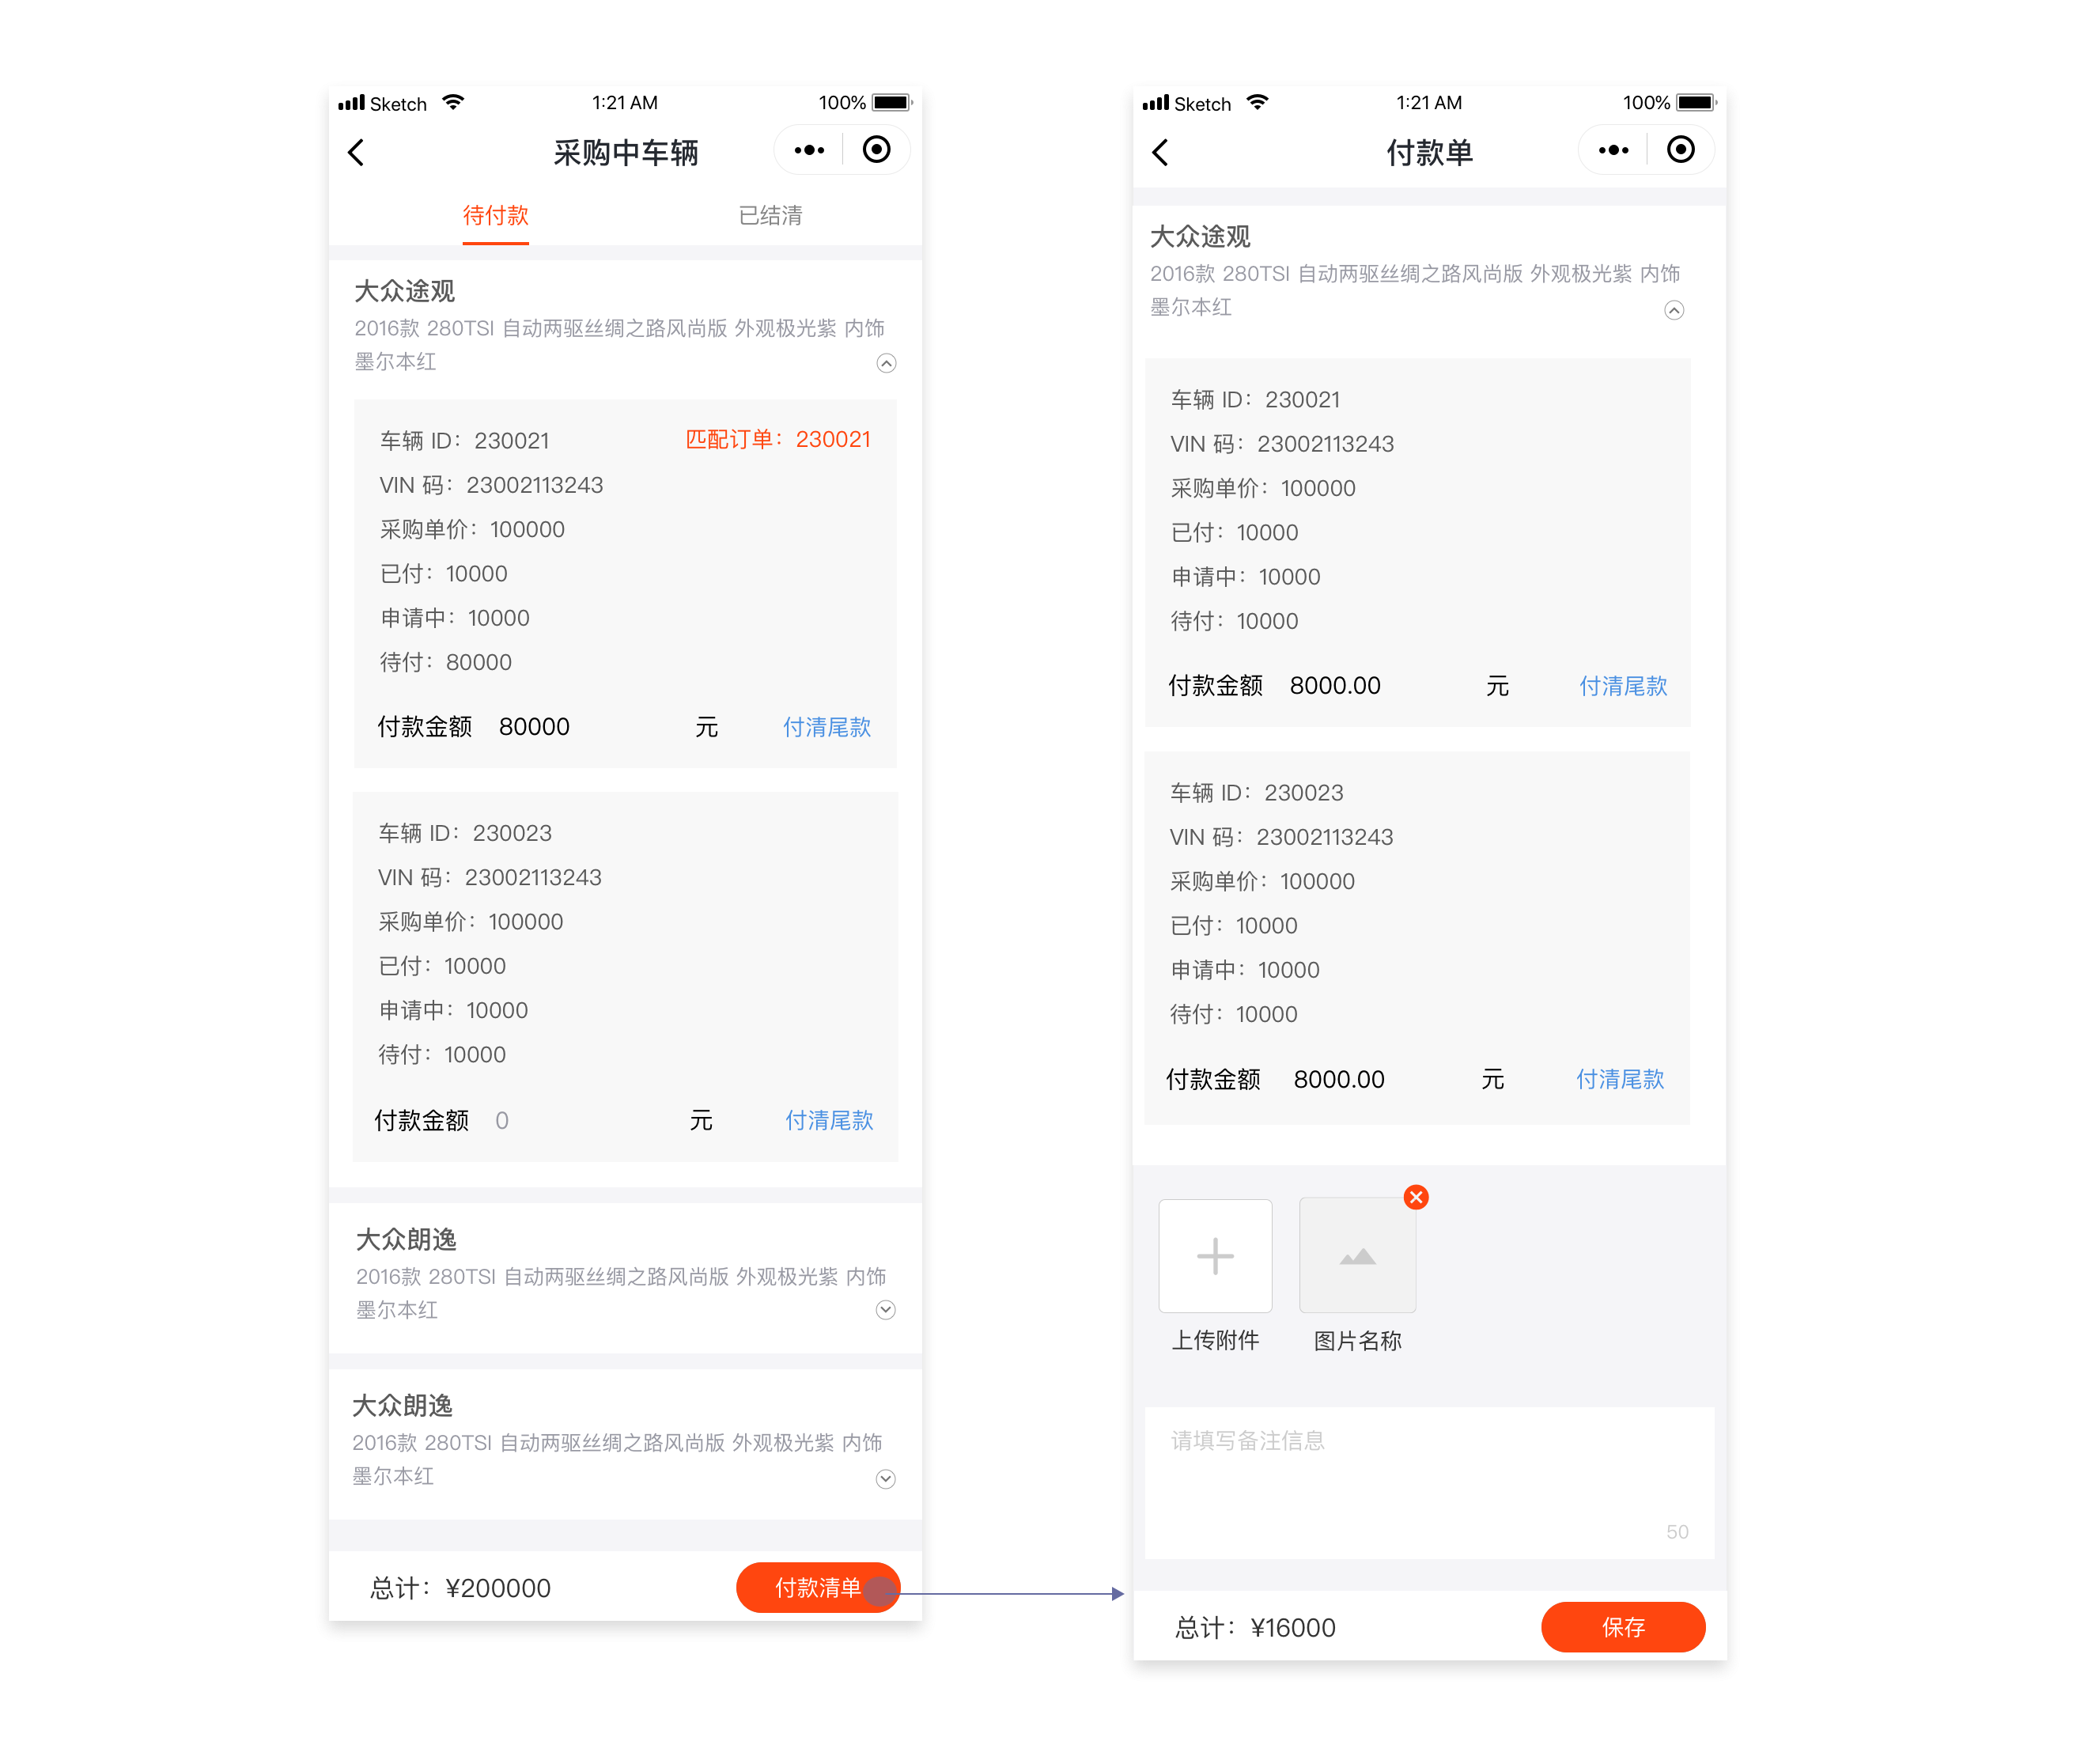 Sketch 1:21 AM 100%
采购中车辆
待付款 已结清
大众途观
2016款 280TSI 自动两驱丝绸之路风尚版 外观极光紫 内饰
墨尔本红
车辆 ID：230021 匹配订单：230021
VIN 码：23002113243
采购单价：100000
已付：10000
申请中：10000
待付：80000
付款金额 80000 元 付清尾款
车辆 ID：230023
VIN 码：23002113243
采购单价：100000
已付：10000
申请中：10000
待付：10000
付款金额 0 元 付清尾款
大众朗逸
2016款 280TSI 自动两驱丝绸之路风尚版 外观极光紫 内饰
墨尔本红
大众朗逸
2016款 280TSI 自动两驱丝绸之路风尚版 外观极光紫 内饰
墨尔本红
总计：¥200000 付款清单
Sketch 1:21 AM 100%
付款单
大众途观
2016款 280TSI 自动两驱丝绸之路风尚版 外观极光紫 内饰
墨尔本红
车辆 ID：230021
VIN 码：23002113243
采购单价：100000
已付：10000
申请中：10000
待付：10000
付款金额 8000.00 元 付清尾款
车辆 ID：230023
VIN 码：23002113243
采购单价：100000
已付：10000
申请中：10000
待付：10000
付款金额 8000.00 元 付清尾款
上传附件 图片名称
请填写备注信息
50
总计：¥16000 保存